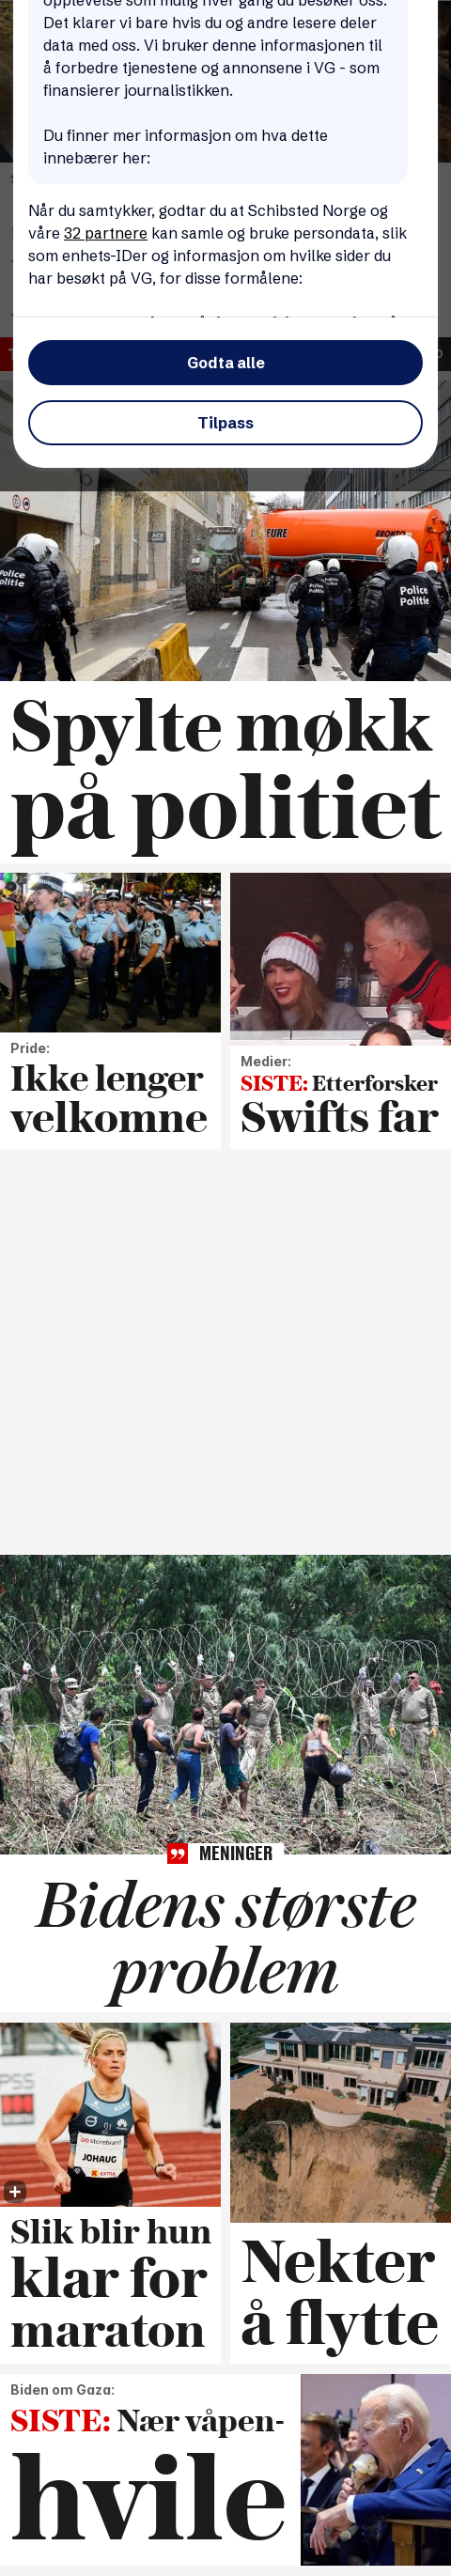 opplevelse som mulig hver gang du besøker oss.
Det klarer vi bare hvis du og andre lesere deler
data med oss. Vi bruker denne informasjonen til
å forbedre tjenestene og annonsene i VG - som
finansierer journalistikken.
Du finner mer informasjon om hva dette
innebærer her:
Når du samtykker, godtar du at Schibsted Norge og
våre 32 partnere kan samle og bruke persondata, slik
som enhets-IDer og informasjon om hvilke sider du
har besøkt på VG, for disse formålene:
Godta alle
Tilpass
Police
Politie
EURE
Police
Politie
Spylte møkk
på politiet
Pride:
Ikke lenger
velkomne
Medier:
SISTE: Etterforsker
Swifts far
MENINGER
Bidens største
problem
storebrand
JOHAUG
EXTRA
Slik blir hun
klar for
maraton
Nekter
å flytte
Biden om Gaza:
SISTE: Nær våpen-
hvile